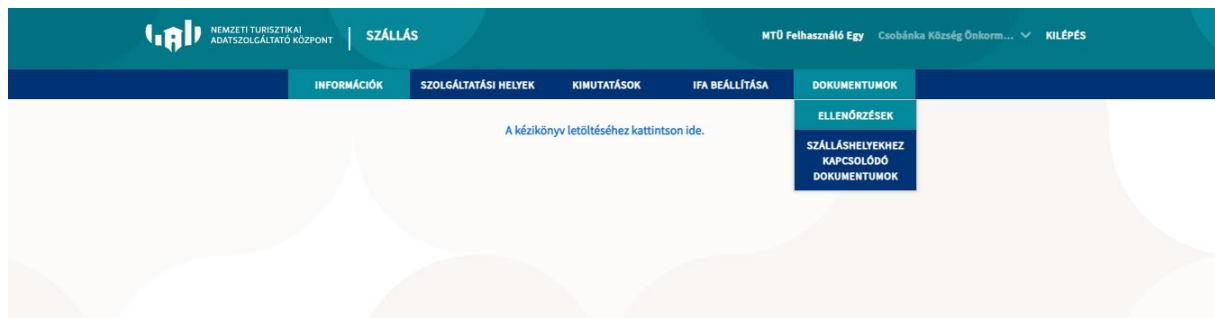 NEMZETI TURISZTIKAI
ADATSZOLGÁLTATÓ KÖZPONT
SZÁLLÁS
MTÜ Felhasználó Egy Csobánka Község Önkorm... KILÉPÉS
INFORMÁCIÓK SZOLGÁLTATÁSI HELYEK KIMUTATÁSOK IFA BEÁLLÍTÁSA DOKUMENTUMOK
ELLENŐRZÉSEK
SZÁLLÁSHELYEKHEZ
KAPCSOLÓDÓ
DOKUMENTUMOK
A kézikönyv letöltéséhez kattintson ide.